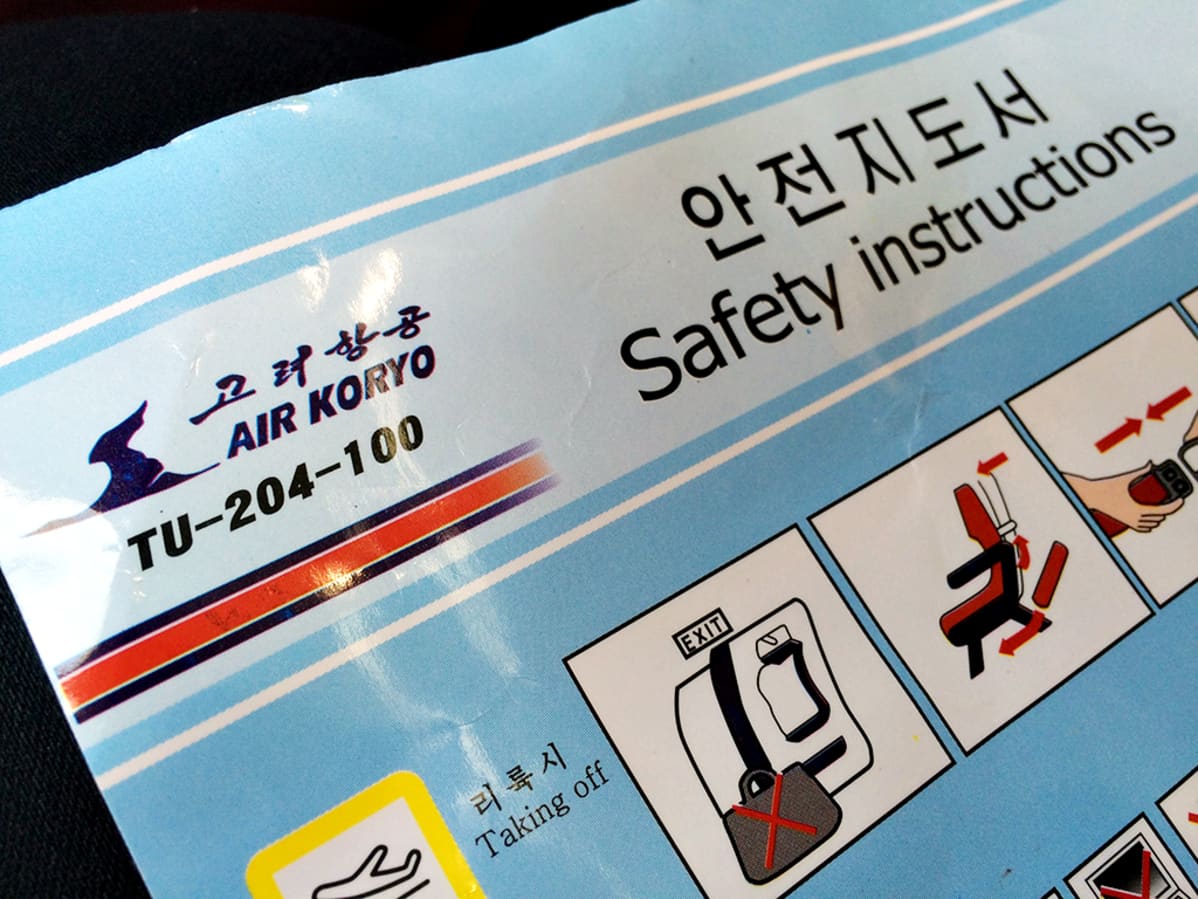 안전지도서
Safety instructions
고려항공
AIR KORYO
TU-204-100
EXIT
리륙시
Taking off